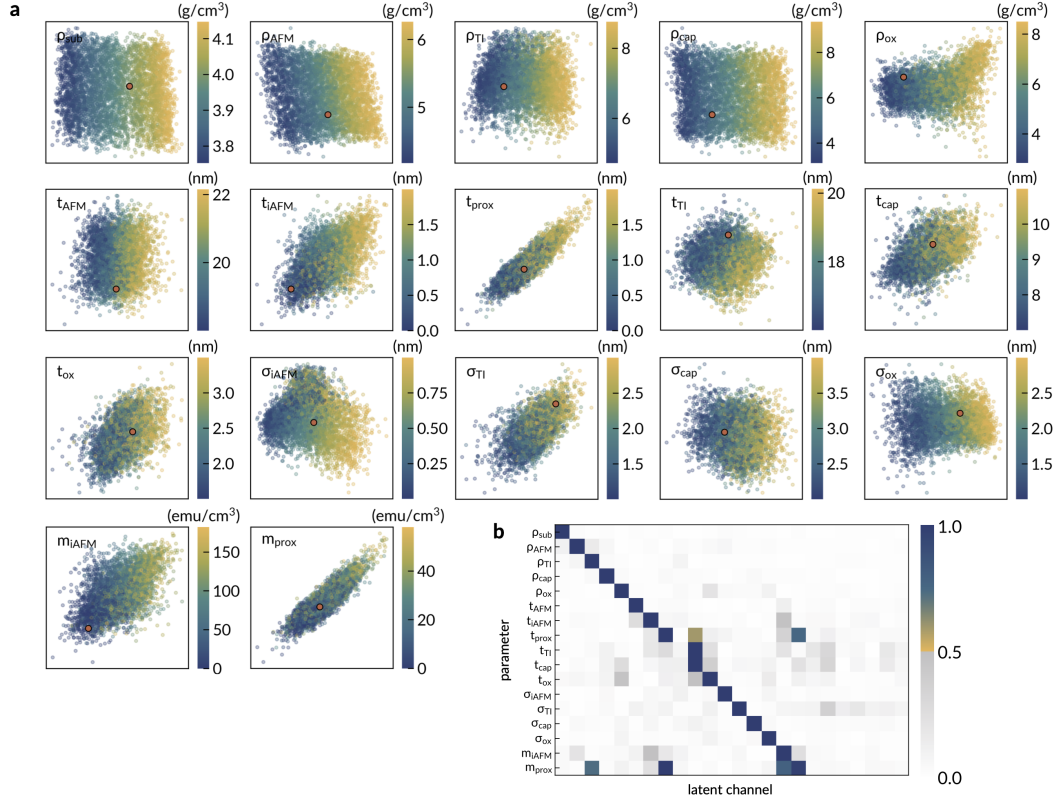 a
(g/cm³) (g/cm³) (g/cm³) (g/cm³) (g/cm³)
ρsub 4.1 4.0 3.9 3.8
ρAFM 6 5
ρTI 8 6
ρcap 8 6 4
ρox 8 6 4
(nm) (nm) (nm) (nm) (nm)
tAFM 22 20
tiAFM 1.5 1.0 0.5 0.0
tprox 1.5 1.0 0.5 0.0
tTI 20 18
tcap 10 9 8
(nm) (nm) (nm) (nm) (nm)
tox 3.0 2.5 2.0
σiAFM 0.75 0.50 0.25
σTI 2.5 2.0 1.5
σcap 3.5 3.0 2.5
σox 2.5 2.0 1.5
(emu/cm³) (emu/cm³)
miAFM 150 100 50 0
mprox 40 20 0
b
parameter
ρsub
ρAFM
ρTI
ρcap
ρox
tAFM
tiAFM
tprox
tTI
tcap
tox
σiAFM
σTI
σcap
σox
miAFM
mprox
latent channel
1.0
0.5
0.0